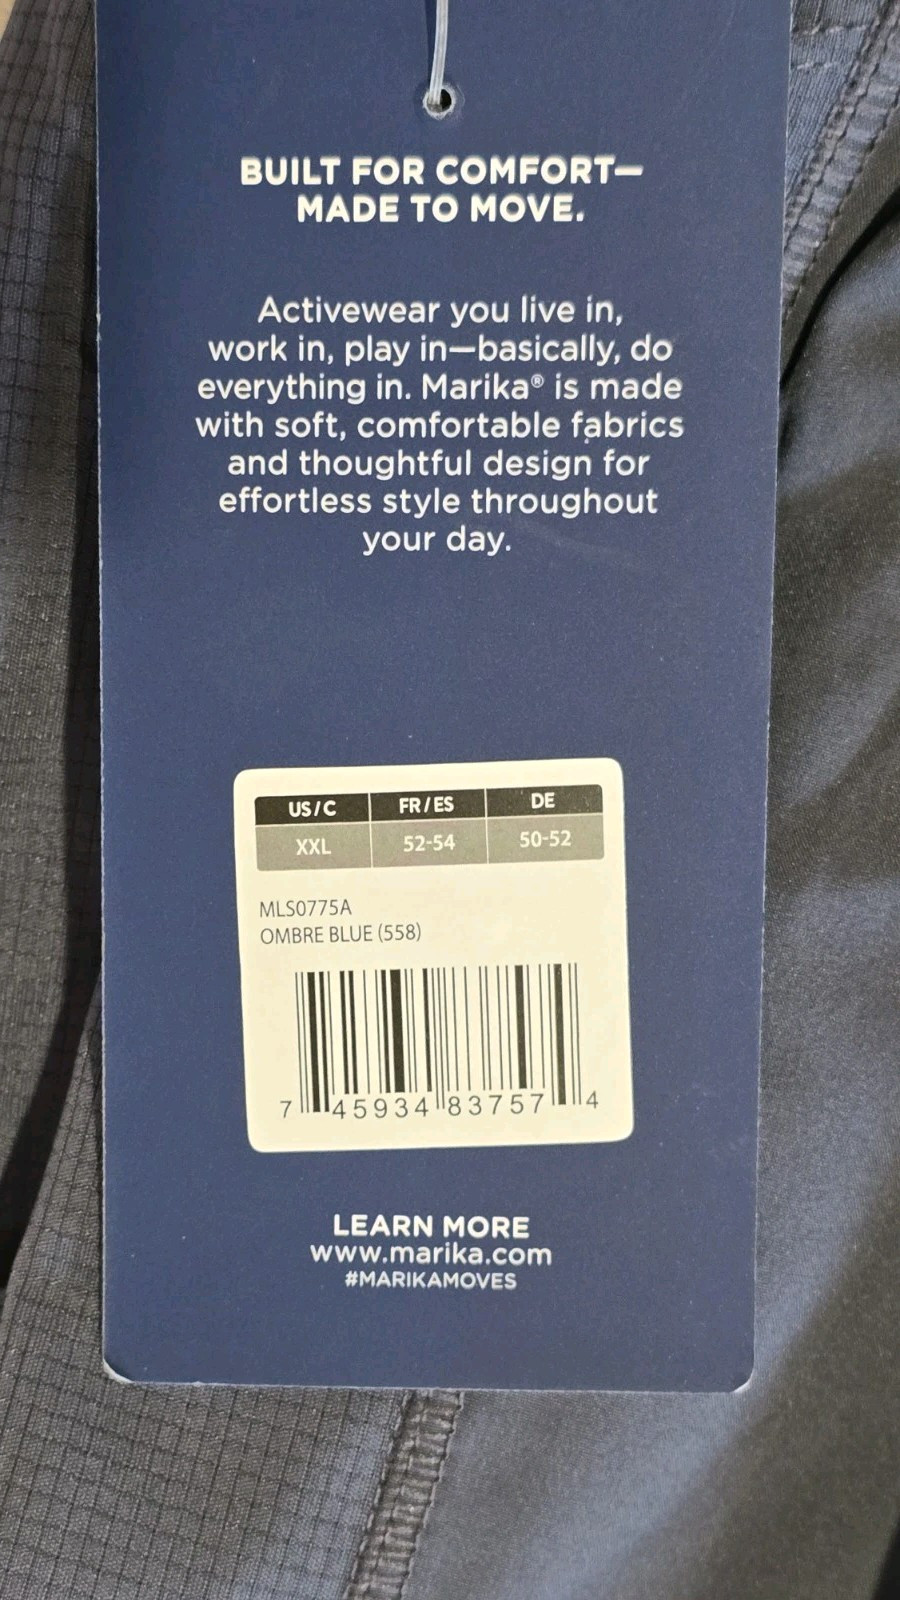 BUILT FOR COMFORT—
MADE TO MOVE.
Activewear you live in,
work in, play in—basically, do
everything in. Marika® is made
with soft, comfortable fabrics
and thoughtful design for
effortless style throughout
your day.
US/C FR/ES DE
XXL 52-54 50-52
MLS0775A
OMBRE BLUE (558)
7 45934 83757 4
LEARN MORE
www.marika.com
#MARIKAMOVES